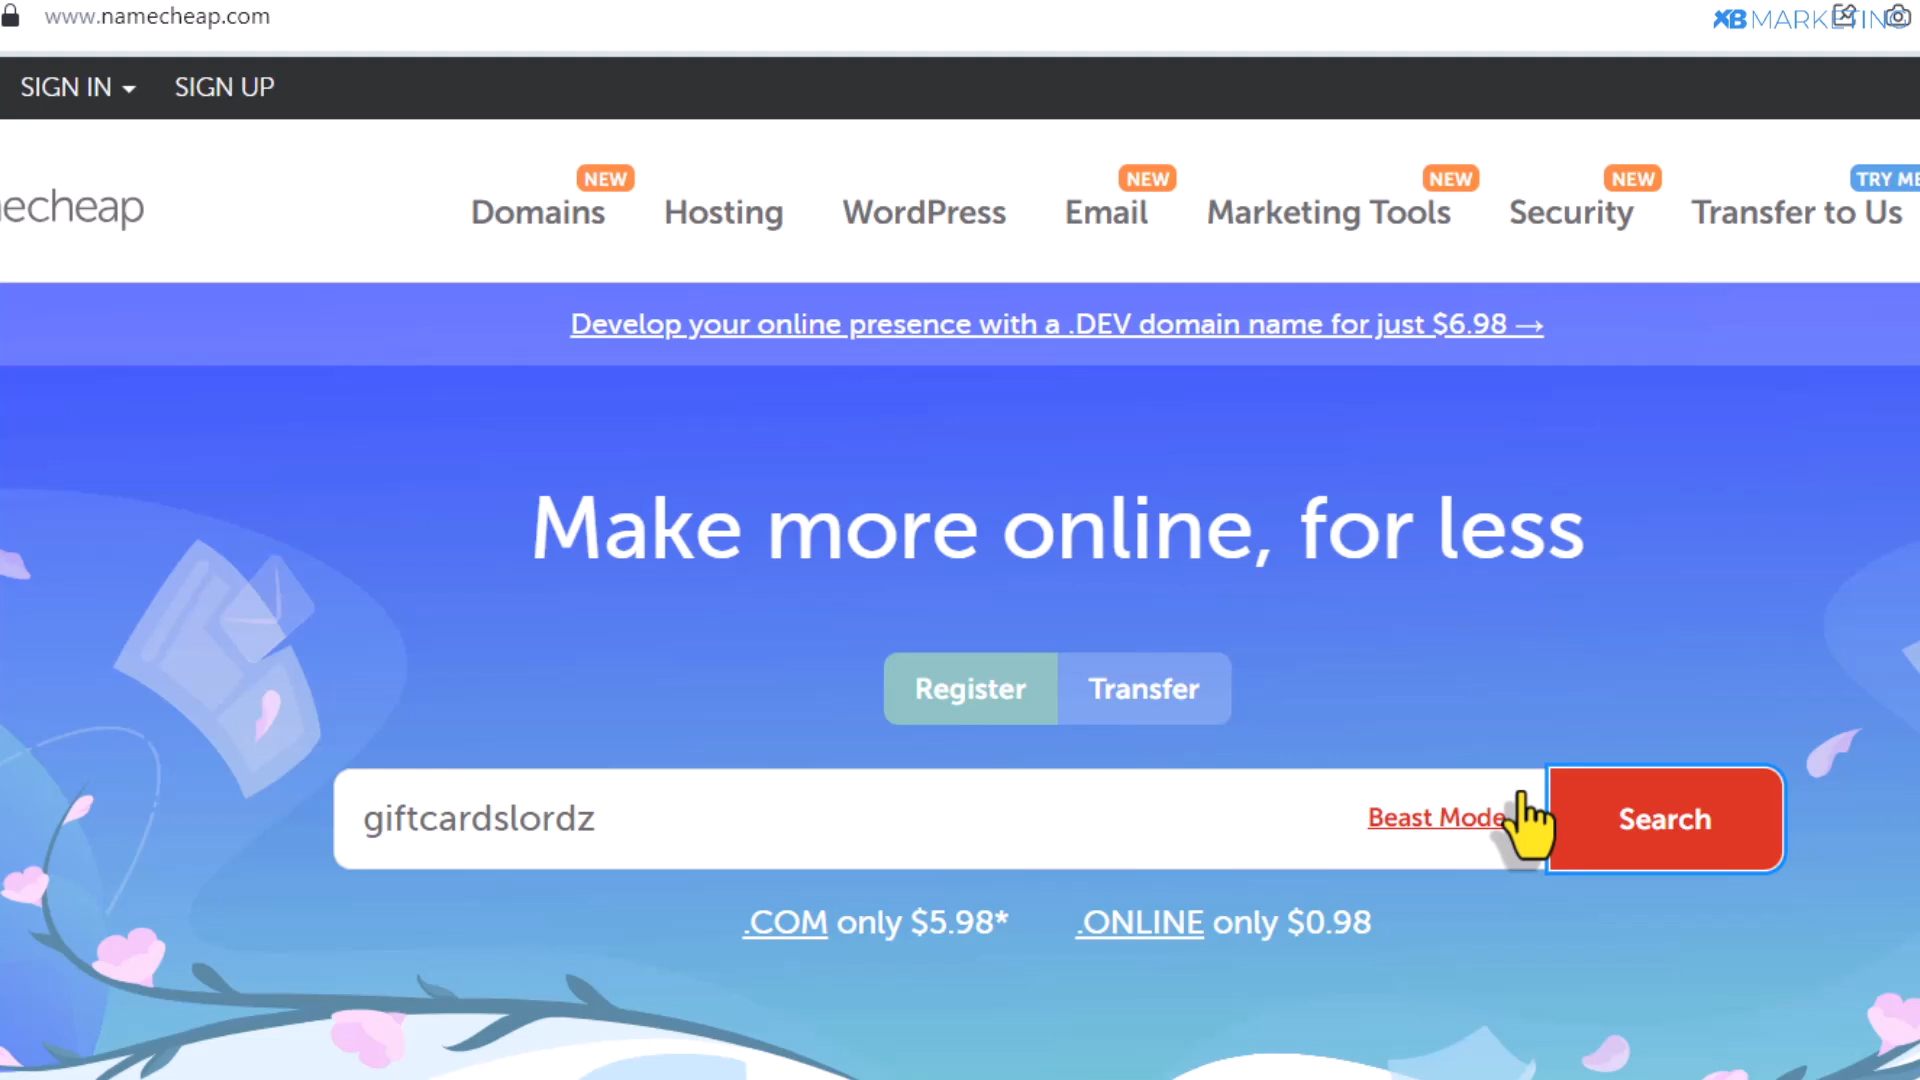 www.namecheap.com
XB MARKETING
SIGN IN
SIGN UP
echeap
NEW
NEW
NEW
NEW
TRY ME
Domains
Hosting
WordPress
Email
Marketing Tools
Security
Transfer to Us
Develop your online presence with a .DEV domain name for just $6.98 →
Make more online, for less
Register
Transfer
giftcardslordz
Beast Mode
Search
.COM only $5.98*
.ONLINE only $0.98